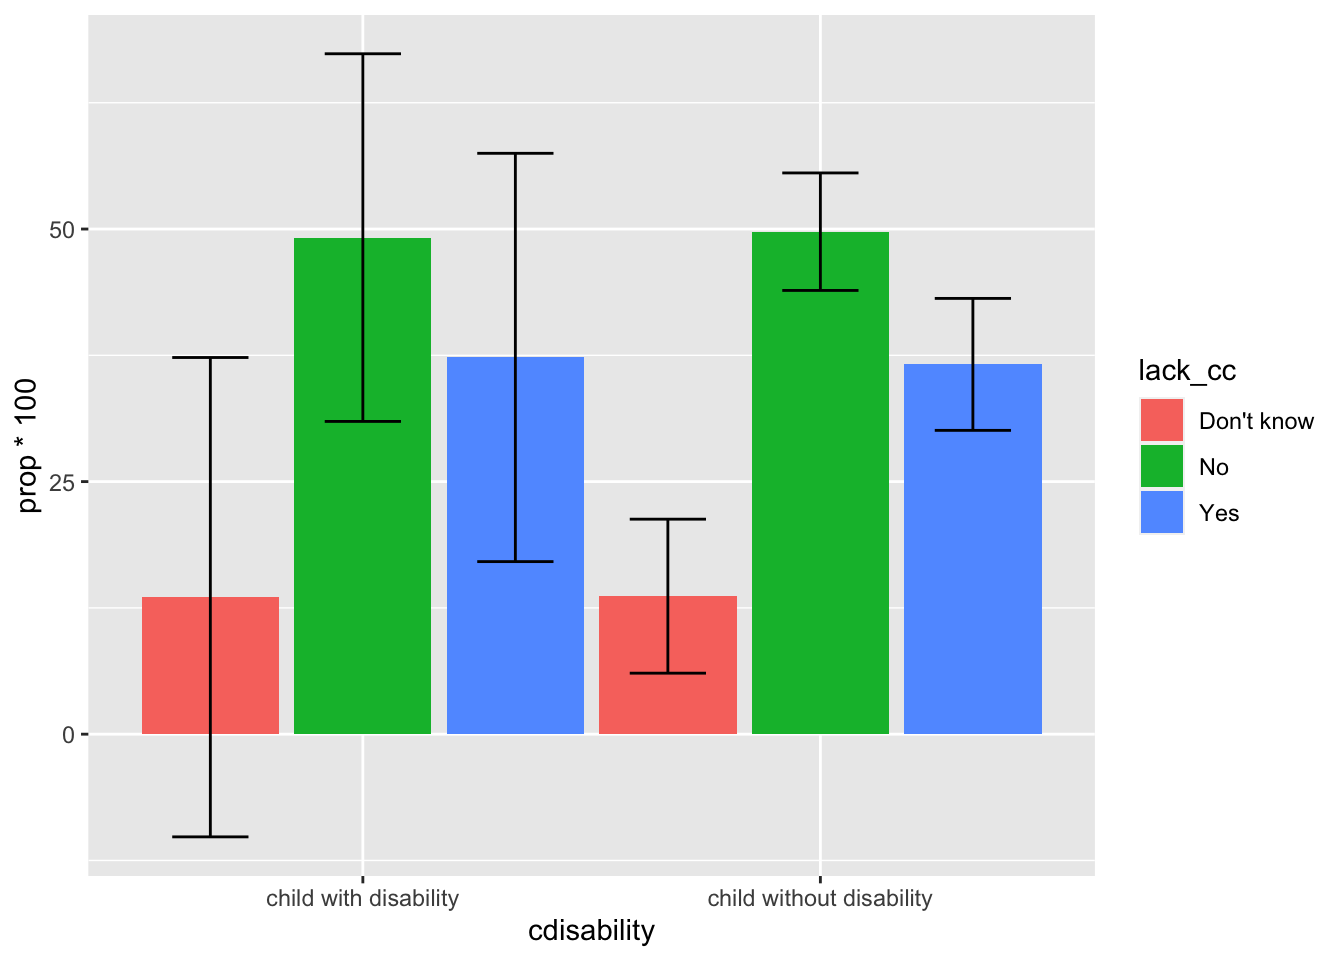 prop * 100
50
25
0
child with disability
child without disability
cdisability
lack_cc
Don't know
No
Yes